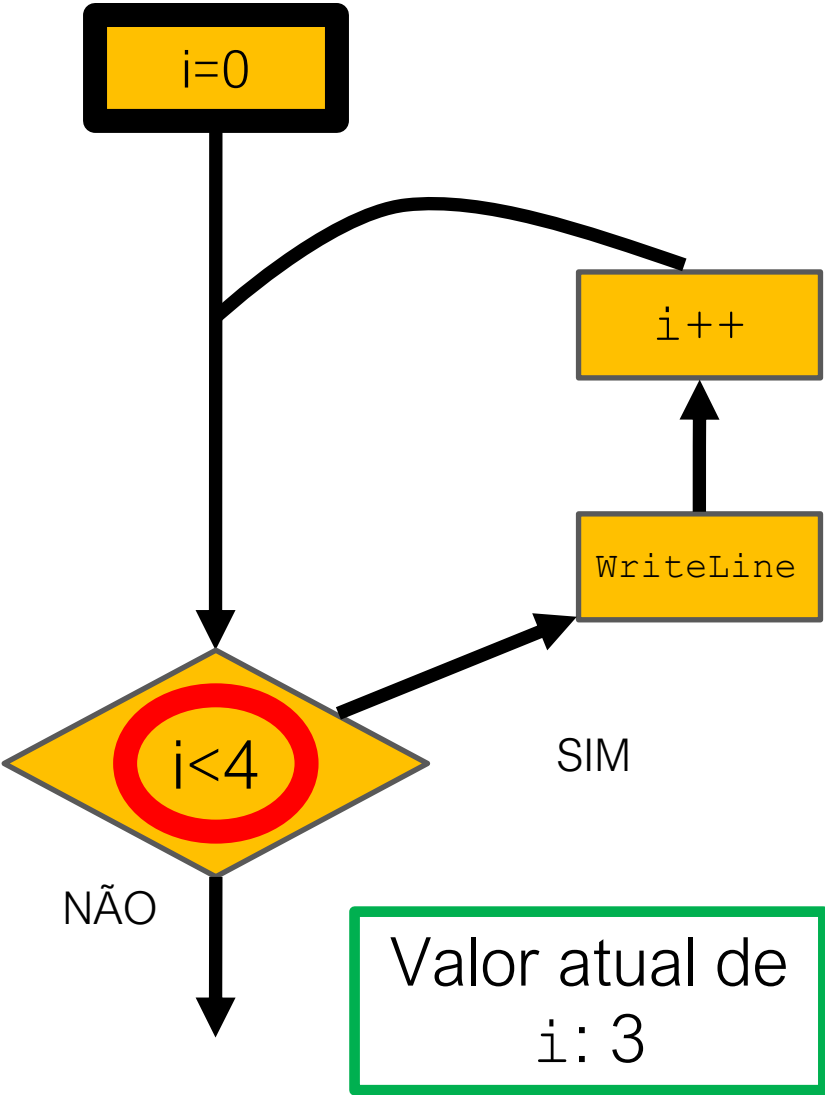 i=0
i++
WriteLine
i<4
SIM
NÃO
Valor atual de
i: 3